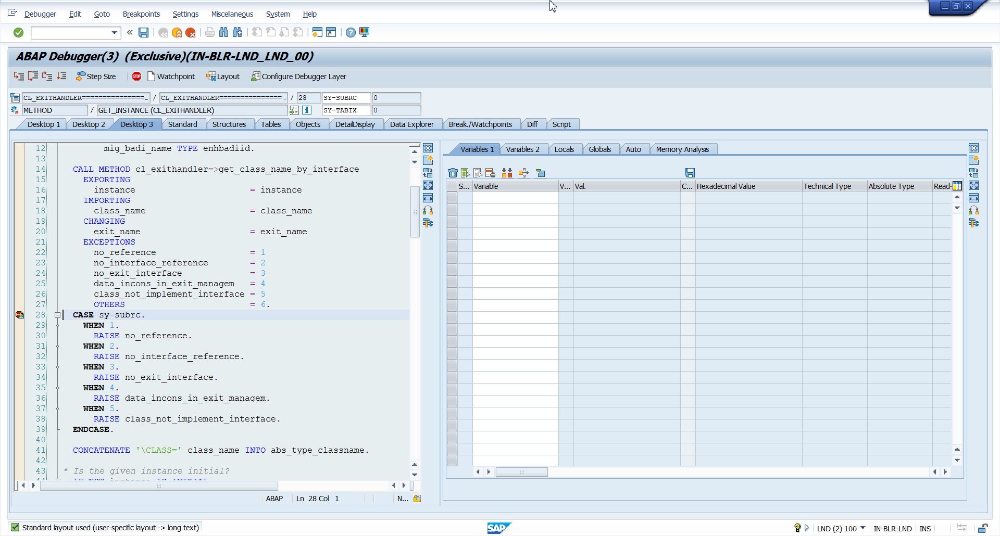 Debugger Edit Goto Breakpoints Settings Miscellaneous System Help
ABAP Debugger(3) (Exclusive)(IN-BLR-LND_LND_00)
Step Size STOP Watchpoint Layout Configure Debugger Layer
CL_EXITHANDLER===============... / CL_EXITHANDLER===============... / 28 SY-SUBRC 0
METHOD / GET_INSTANCE (CL_EXITHANDLER) SY-TABIX 0
Desktop 1 Desktop 2 Desktop 3 Standard Structures Tables Objects DetailDisplay Data Explorer Break./Watchpoints Diff Script
12 mig_badi_name TYPE enhbadiid.
13
14 CALL METHOD cl_exithandler=>get_class_name_by_interface
15 EXPORTING
16 instance = instance
17 IMPORTING
18 class_name = class_name
19 CHANGING
20 exit_name = exit_name
21 EXCEPTIONS
22 no_reference = 1
23 no_interface_reference = 2
24 no_exit_interface = 3
25 data_incons_in_exit_managem = 4
26 class_not_implement_interface = 5
27 OTHERS = 6.
28 CASE sy-subrc.
29 WHEN 1.
30 RAISE no_reference.
31 WHEN 2.
32 RAISE no_interface_reference.
33 WHEN 3.
34 RAISE no_exit_interface.
35 WHEN 4.
36 RAISE data_incons_in_exit_managem.
37 WHEN 5.
38 RAISE class_not_implement_interface.
39 ENDCASE.
40
41 CONCATENATE '\CLASS=' class_name INTO abs_type_classname.
42
43 * Is the given instance initial?
44 IF NOT instance IS INITIAL
ABAP Ln 28 Col 1 N...
Variables 1 Variables 2 Locals Globals Auto Memory Analysis
S... Variable V... Val. C... Hexadecimal Value Technical Type Absolute Type Read-
Standard layout used (user-specific layout -> long text)
SAP
LND (2) 100 IN-BLR-LND INS